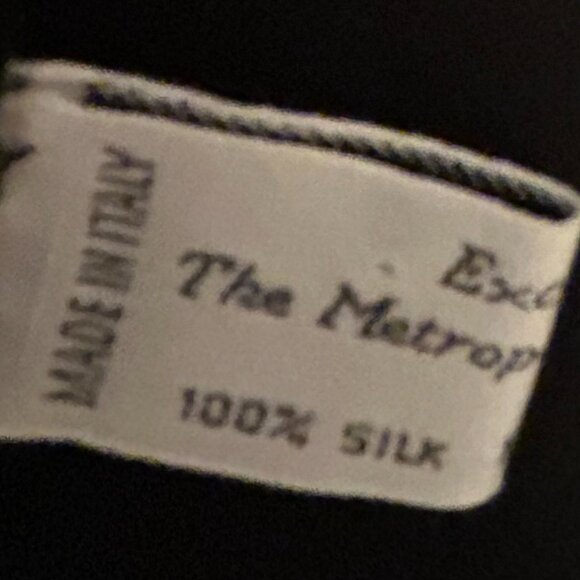 MADE IN ITALY
Exc
The Metrop
100% SILK